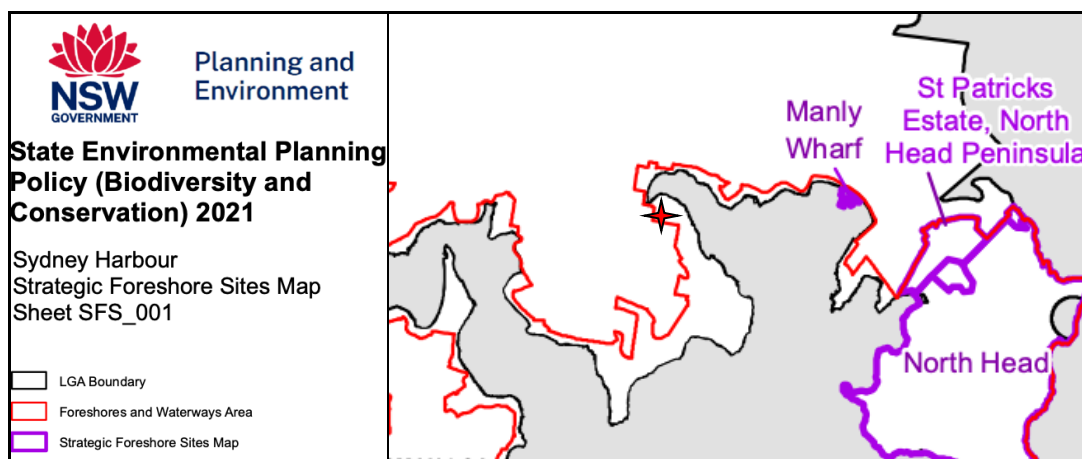 NSW
GOVERNMENT
Planning and
Environment
State Environmental Planning
Policy (Biodiversity and
Conservation) 2021
Sydney Harbour
Strategic Foreshore Sites Map
Sheet SFS_001
LGA Boundary
Foreshores and Waterways Area
Strategic Foreshore Sites Map
Manly
Wharf
St Patricks
Estate, North
Head Peninsula
North Head